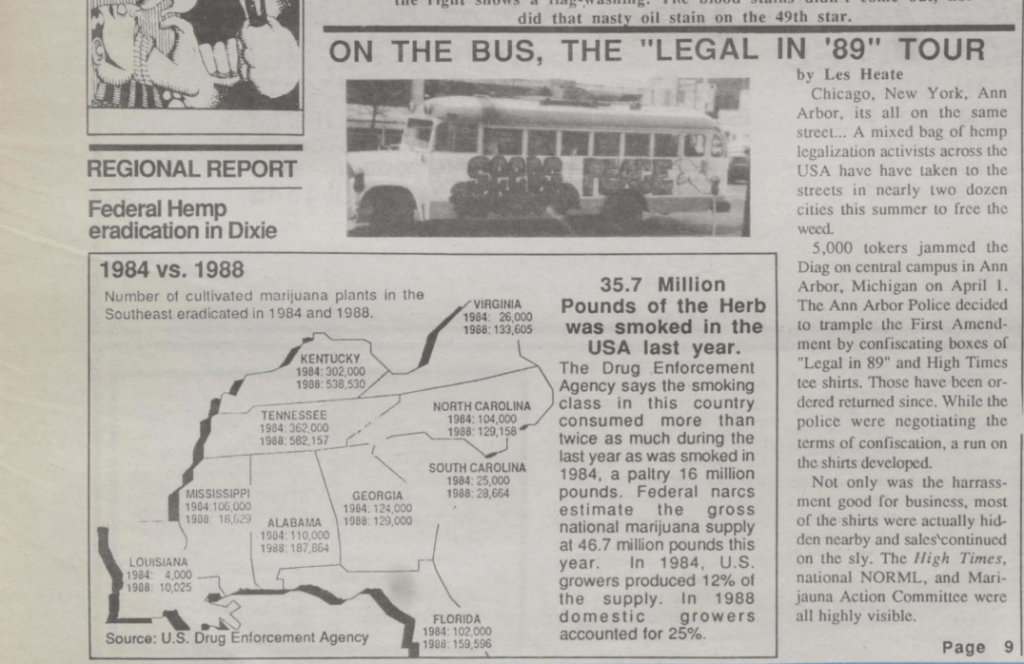 did that nasty oil stain on the 49th star.
ON THE BUS, THE "LEGAL IN '89" TOUR
REGIONAL REPORT
Federal Hemp
eradication in Dixie
1984 vs. 1988
Number of cultivated marijuana plants in the
Southeast eradicated in 1984 and 1988.
VIRGINIA
1984: 26,000
1988: 133,605
KENTUCKY
1984: 302,000
1988: 538,530
TENNESSEE
1984: 362,000
1988: 582,157
NORTH CAROLINA
1984: 104,000
1988: 129,158
SOUTH CAROLINA
1984: 25,000
1988: 28,664
MISSISSIPPI
1984: 106,000
1988: 18,629
ALABAMA
1984: 110,000
1988: 187,864
GEORGIA
1984: 124,000
1988: 129,000
LOUISIANA
1984: 4,000
1988: 10,025
FLORIDA
1984: 102,000
1988: 159,596
Source: U.S. Drug Enforcement Agency
35.7 Million
Pounds of the Herb
was smoked in the
USA last year.
The Drug Enforcement
Agency says the smoking
class in this country
consumed more than
twice as much during the
last year as was smoked in
1984, a paltry 16 million
pounds. Federal narcs
estimate the gross
national marijuana supply
at 46.7 million pounds this
year. In 1984, U.S.
growers produced 12% of
the supply. In 1988
domestic growers
accounted for 25%.
by Les Heate
Chicago, New York, Ann
Arbor, its all on the same
street... A mixed bag of hemp
legalization activists across the
USA have have taken to the
streets in nearly two dozen
cities this summer to free the
weed.
5,000 tokers jammed the
Diag on central campus in Ann
Arbor, Michigan on April 1.
The Ann Arbor Police decided
to trample the First Amend-
ment by confiscating boxes of
"Legal in 89" and High Times
tee shirts. Those have been or-
dered returned since. While the
police were negotiating the
terms of confiscation, a run on
the shirts developed.
Not only was the harrass-
ment good for business, most
of the shirts were actually hid-
den nearby and sales continued
on the sly. The High Times,
national NORML, and Mari-
jauna Action Committee were
all highly visible.
Page 9